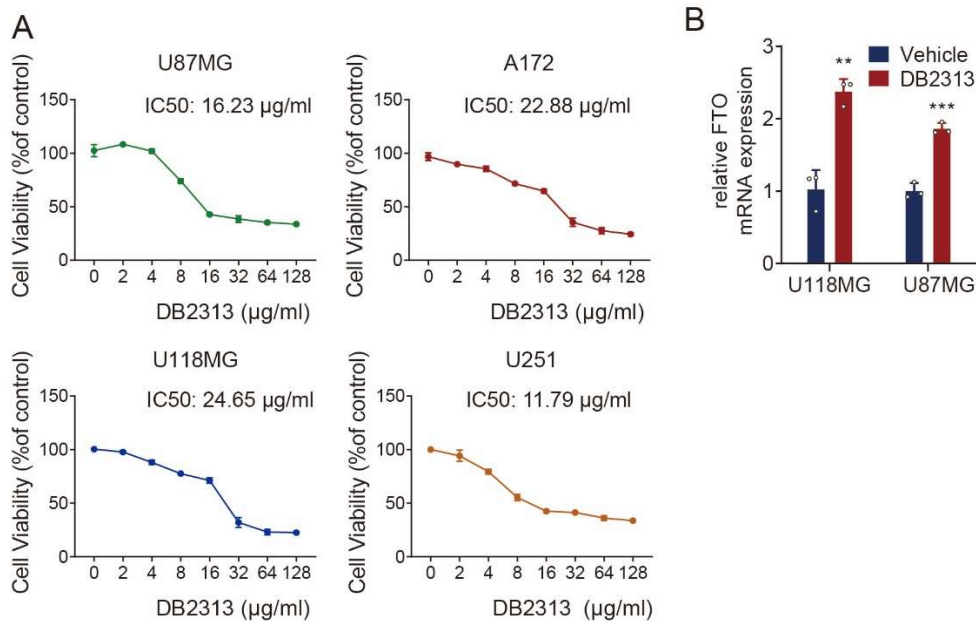 A
U87MG
IC50: 16.23 µg/ml
Cell Viability (%of control)
150
100
50
0
0 2 4 8 16 32 64 128
DB2313 (µg/ml)
A172
IC50: 22.88 µg/ml
Cell Viability (%of control)
150
100
50
0
0 2 4 8 16 32 64 128
DB2313 (µg/ml)
U118MG
IC50: 24.65 µg/ml
Cell Viability (%of control)
150
100
50
0
0 2 4 8 16 32 64 128
DB2313 (µg/ml)
U251
IC50: 11.79 µg/ml
Cell Viability (%of control)
150
100
50
0
0 2 4 8 16 32 64 128
DB2313 (µg/ml)
B
Vehicle
DB2313
relative FTO
mRNA expression
3
2
1
0
**
***
U118MG U87MG